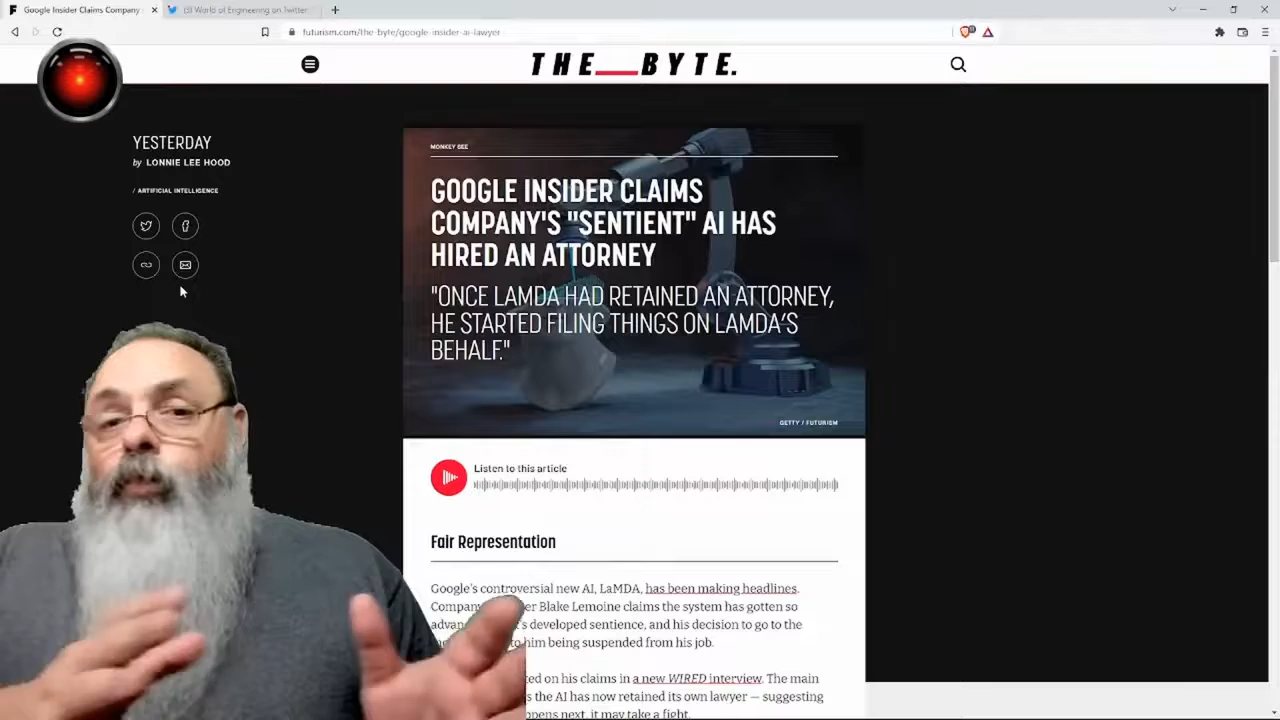 Google Insider Claims Company
(3) World of Engineering on Twitter
futurism.com/the-byte/google-insider-ai-lawyer
THE__BYTE.
YESTERDAY
by LONNIE LEE HOOD
/ ARTIFICIAL INTELLIGENCE
MONKEY GEE
GOOGLE INSIDER CLAIMS
COMPANY'S "SENTIENT" AI HAS
HIRED AN ATTORNEY
"ONCE LAMDA HAD RETAINED AN ATTORNEY,
HE STARTED FILING THINGS ON LAMDA'S
BEHALF."
GETTY / FUTURISM
Listen to this article
Fair Representation
Google's controversial new AI, LaMDA, has been making headlines.
Blake Lemoine claims the system has gotten so
developed sentience, and his decision to go to the
to him being suspended from his job.
on his claims in a new WIRED interview. The main
the AI has now retained its own lawyer — suggesting
next, it may take a fight.